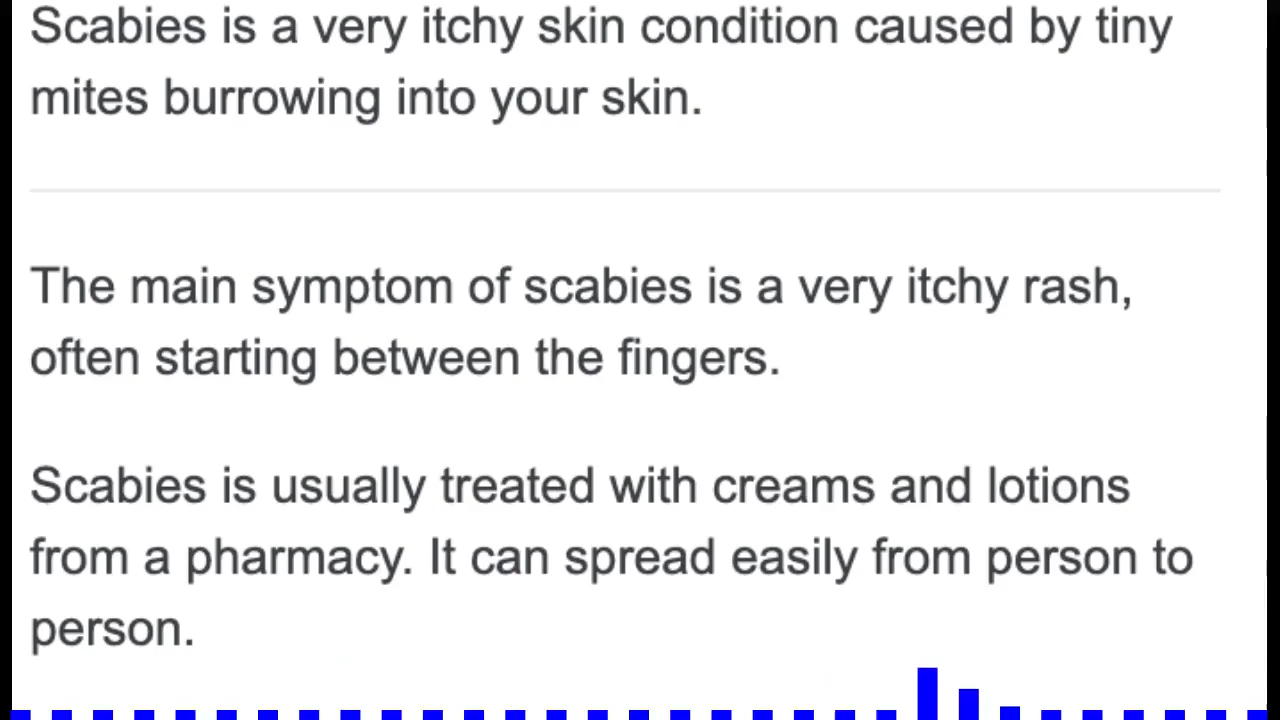 Scabies is a very itchy skin condition caused by tiny
mites burrowing into your skin.
The main symptom of scabies is a very itchy rash,
often starting between the fingers.
Scabies is usually treated with creams and lotions
from a pharmacy. It can spread easily from person to
person.